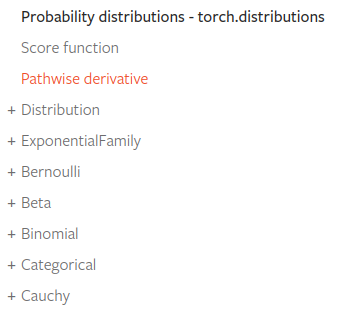 Probability distributions - torch.distributions
Score function
Pathwise derivative
+ Distribution
+ ExponentialFamily
+ Bernoulli
+ Beta
+ Binomial
+ Categorical
+ Cauchy